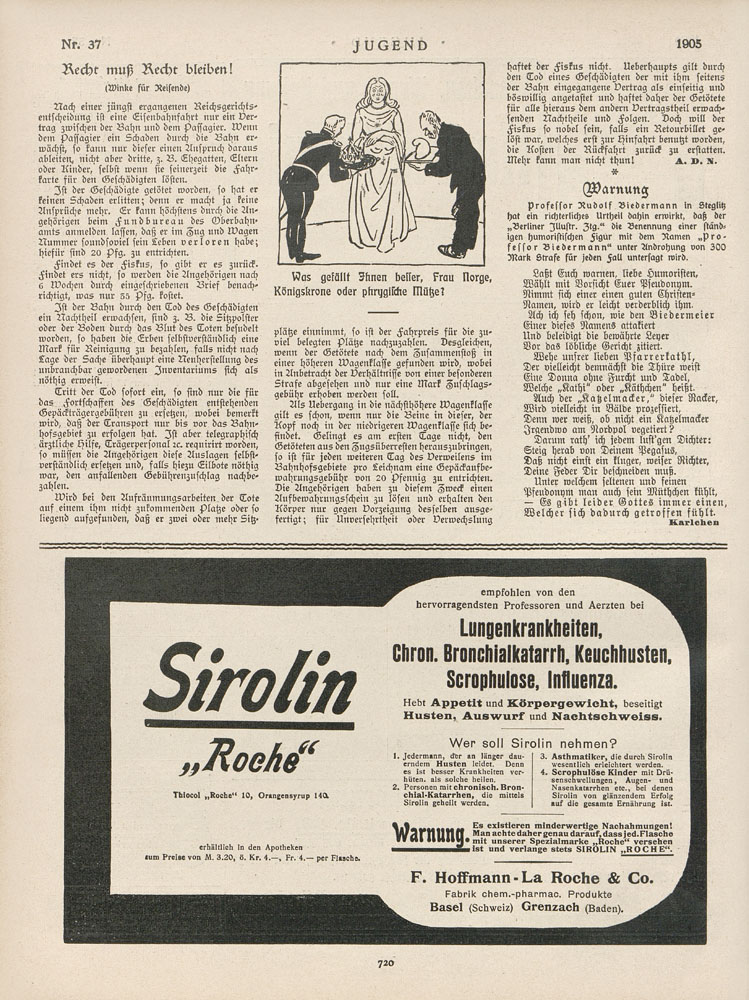 Nr. 37
JUGEND
1905
Recht muß Recht bleiben!
(Winke für Reisende)
Nach einer jüngst ergangenen Reichsgerichts-
entscheidung ist eine Eisenbahnfahrt nur ein Ver-
trag zwischen der Bahn und dem Passagier. Wenn
dem Passagier ein Schaden durch die Bahn er-
wächst, so kann nur dieser einen Anspruch daraus
ableiten, nicht aber dritte, z. B. Ehegatten, Eltern
oder Kinder, selbst wenn sie seinerzeit die Fahr-
karte für den Geschädigten lösten.
Ist der Geschädigte getötet worden, so hat er
keinen Schaden erlitten; denn er macht ja keine
Ansprüche mehr. Er kann höchstens durch die An-
gehörigen beim Fundbureau des Oberbahn-
amts anmelden lassen, daß er im Zug und Wagen
Nummer soundsoviel sein Leben verloren habe;
hiefür sind 20 Pfg. zu entrichten.
Findet es der Fiskus, so gibt er es zurück.
Findet ers nicht, so werden die Angehörigen nach
6 Wochen durch eingeschriebenen Brief benach-
richtigt, was nur 55 Pfg. kostet.
Ist der Bahn durch den Tod des Geschädigten
ein Nachtheil erwachsen, sind z. B. die Sitzpolster
oder der Boden durch das Blut des Toten besudelt
worden, so haben die Erben selbstverständlich eine
Mark für Reinigung zu bezahlen, falls nicht nach
Lage der Sache überhaupt eine Neuherstellung des
unbrauchbar gewordenen Inventariums sich als
nöthig erweist.
Tritt der Tod sofort ein, so sind nur die für
das Fortschaffen des Geschädigten entstehenden
Gepäckträgergebühren zu ersetzen, wobei bemerkt
wird, daß der Transport nur bis vor das Bahn-
hofsgebiet zu erfolgen hat. Ist aber telegraphisch
ärztliche Hilfe, Trägerpersonal ꝛc. requirirt worden,
so müssen die Angehörigen diese Auslagen selbst-
verständlich ersetzen und, falls hiezu Eilbote nöthig
war, den anfallenden Gebührenzuschlag nachbe-
zahlen.
Wird bei den Aufräumungsarbeiten der Tote
auf einem ihm nicht zukommenden Platze oder so
liegend aufgefunden, daß er zwei oder mehr Sitz-
Was gefällt Ihnen besser, Frau Norge,
Königskrone oder phrygische Mütze?
plätze einnimmt, so ist der Fahrpreis für die zu-
viel belegten Plätze nachzuzahlen. Desgleichen,
wenn der Getötete nach dem Zusammenstoß in
einer höheren Wagenklasse gefunden wird, wobei
in Anbetracht der Verhältnisse von einer besonderen
Strafe abgesehen und nur eine Mark Zuschlags-
gebühr erhoben werden soll.
Als Uebergang in die nächsthöhere Wagenklasse
gilt es schon, wenn nur die Beine in dieser, der
Kopf noch in der niedrigeren Wagenklasse sich be-
findet. Gelingt es am ersten Tage nicht, den
Getöteten aus den Zugsüberresten herauszubringen,
so ist für jeden weiteren Tag des Verweilens im
Bahnhofsgebiete pro Leichnam eine Gepäckaufbe-
wahrungsgebühr von 20 Pfennig zu entrichten.
Die Angehörigen haben zu diesem Zweck einen
Aufbewahrungsschein zu lösen und erhalten den
Körper nur gegen Vorzeigung desselben ausge-
fertigt; für Unversehrtheit oder Verwechslung
haftet der Fiskus nicht. Ueberhaupts gilt durch
den Tod eines Geschädigten der mit ihm seitens
der Bahn eingegangene Vertrag als einseitig und
böswillig angetastet und haftet daher der Getötete
für alle hieraus dem andern Vertragstheil erwach-
senden Nachtheile und Folgen. Doch will der
Fiskus so nobel sein, falls ein Retourbillet ge-
löst war, welches erst zur Hinfahrt benutzt worden,
die Kosten der Rückfahrt zurück zu erstatten.
Mehr kann man nicht thun! A. D. N.
*
Warnung
Professor Rudolf Biedermann in Steglitz
hat ein richterliches Urtheil dahin erwirkt, daß der
„Berliner Illustr. Ztg.“ die Benennung einer ständ-
igen humoristischen Figur mit dem Namen „Pro-
fessor Biedermann“ unter Androhung von 300
Mark Strafe für jeden Fall untersagt wird.
Laßt Euch warnen, liebe Humoristen,
Wählt mit Vorsicht Euer Pseudonym.
Nimmt sich einer einen guten Christen-
Namen, wird er leicht verderblich ihm.
Ach ich seh schon, wie den Biedermeier
Einer dieses Namens attakiert
Und beleidigt die bewährte Leyer
Vor das löbliche Gericht zitiert.
Wehe unsrer lieben Pfarrerkathl,
Der vielleicht demnächst die Thüre weist
Eine Donna ohne Furcht und Tadel,
Welche „Kathi“ oder „Käthchen“ heißt.
Auch der „Katzelmacker,“ dieser Racker,
Wird vielleicht in Bälde prozessiert,
Denn wer weiß, ob nicht ein Katzelmacker
Irgendwo am Nordpol vegetiert?
Darum rath' ich jedem lust'gen Dichter:
Steig herab von Deinem Pegasus,
Daß nicht einst ein kluger, weiser Richter,
Deine Feder Dir beschneiden muß.
Unter welchem seltenen und feinen
Pseudonym man auch sein Müthchen kühlt,
— Es gibt leider Gottes immer einen,
Welcher sich dadurch getroffen fühlt.
Karlchen
Sirolin
„Roche“
Thiocol „Roche“ 10, Orangensyrup 140.
erhältlich in den Apotheken
zum Preise von M. 3.20, ö. Kr. 4.—, Fr. 4.— per Flasche.
empfohlen von den
hervorragendsten Professoren und Aerzten bei
Lungenkrankheiten,
Chron. Bronchialkatarrh, Keuchhusten,
Scrophulose, Influenza.
Hebt Appetit und Körpergewicht, beseitigt
Husten, Auswurf und Nachtschweiss.
Wer soll Sirolin nehmen?
1. Jedermann, der an länger dau-
erndem Husten leidet. Denn
es ist besser Krankheiten ver-
hüten, als solche heilen.
2. Personen mit chronisch. Bron-
chial-Katarrhen, die mittels
Sirolin geheilt werden.
3. Asthmatiker, die durch Sirolin
wesentlich erleichtert werden.
4. Scrophulöse Kinder mit Drü-
senschwellungen, Augen- und
Nasenkatarrhen etc., bei denen
Sirolin von glänzendem Erfolg
auf die gesamte Ernährung ist.
Warnung. Es existieren minderwertige Nachahmungen!
Man achte daher genau darauf, dass jed. Flasche
mit unserer Spezialmarke „Roche“ versehen
ist und verlange stets SIROLIN „ROCHE“.
F. Hoffmann-La Roche & Co.
Fabrik chem.-pharmac. Produkte
Basel (Schweiz) Grenzach (Baden).
720